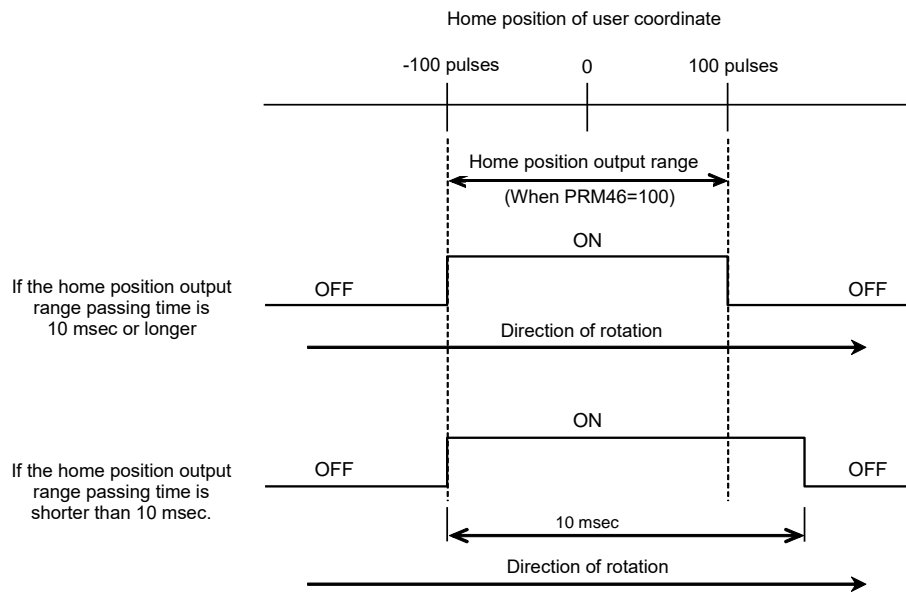 Home position of user coordinate
-100 pulses 0 100 pulses
Home position output range
(When PRM46=100)
ON
If the home position output
range passing time is
10 msec or longer
OFF OFF
Direction of rotation
ON
If the home position output
range passing time is
shorter than 10 msec.
OFF OFF
10 msec
Direction of rotation